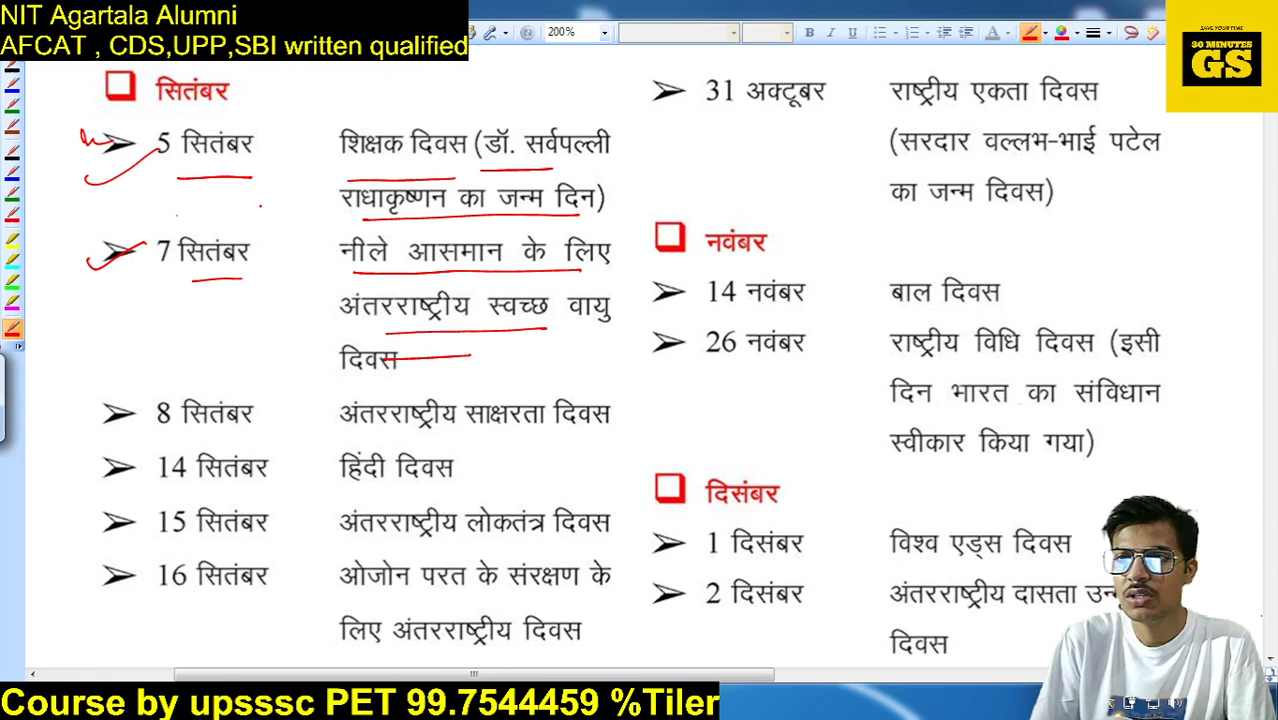 NIT Agartala Alumni
AFCAT , CDS,UPP,SBI written qualified
200%
B I U
A
SAVE YOUR TIME
30 MINUTES
GS
सितंबर
5 सितंबर शिक्षक दिवस (डॉ. सर्वपल्ली
राधाकृष्णन का जन्म दिन)
7 सितंबर नीले आसमान के लिए
अंतरराष्ट्रीय स्वच्छ वायु
दिवस
8 सितंबर अंतरराष्ट्रीय साक्षरता दिवस
14 सितंबर हिंदी दिवस
15 सितंबर अंतरराष्ट्रीय लोकतंत्र दिवस
16 सितंबर ओजोन परत के संरक्षण के
लिए अंतरराष्ट्रीय दिवस
31 अक्टूबर राष्ट्रीय एकता दिवस
(सरदार वल्लभ-भाई पटेल
का जन्म दिवस)
नवंबर
14 नवंबर बाल दिवस
26 नवंबर राष्ट्रीय विधि दिवस (इसी
दिन भारत का संविधान
स्वीकार किया गया)
दिसंबर
1 दिसंबर विश्व एड्स दिवस
2 दिसंबर अंतरराष्ट्रीय दासता
दिवस
Course by upsssc PET 99.7544459 %Tiler